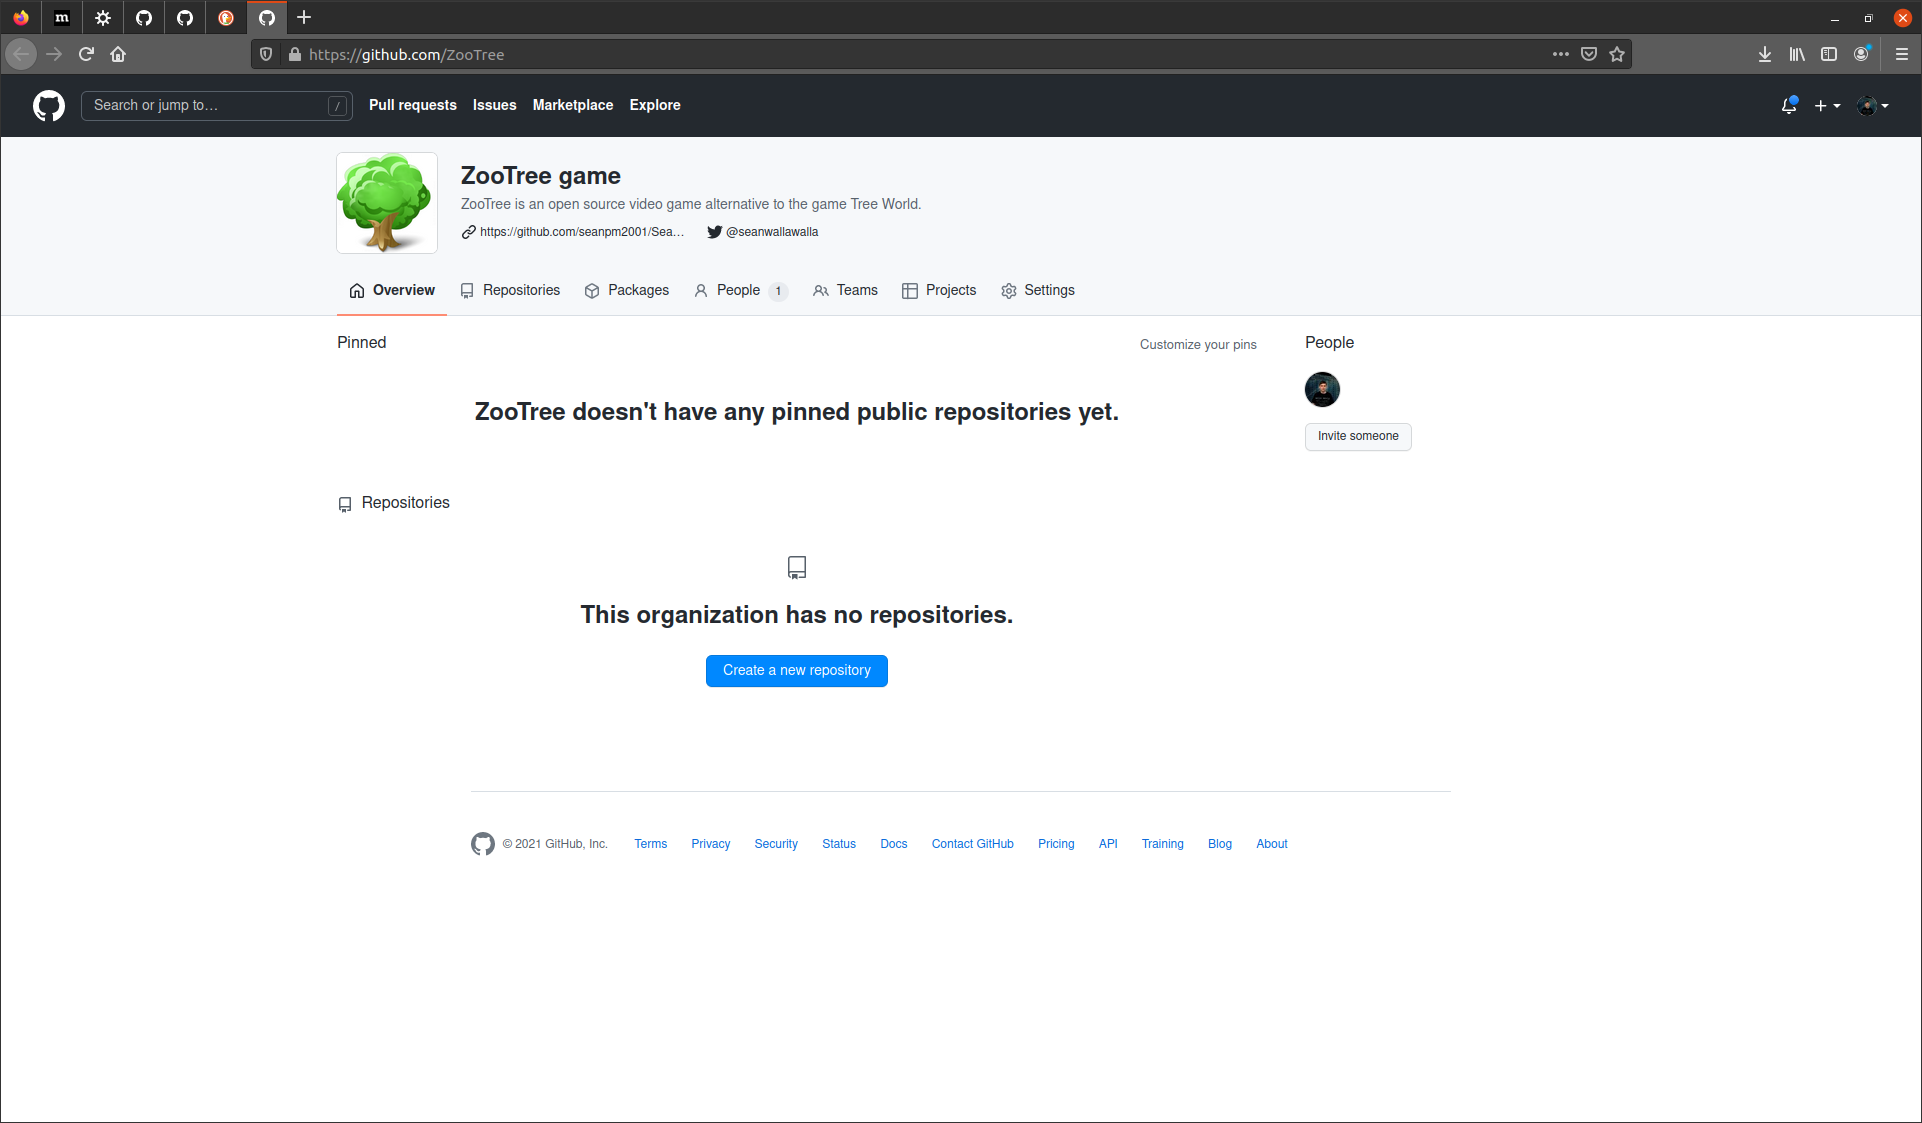 m
https://github.com/ZooTree
Search or jump to… /
Pull requests Issues Marketplace Explore
ZooTree game
ZooTree is an open source video game alternative to the game Tree World.
https://github.com/seanpm2001/Sea… @seanwallawalla
Overview Repositories Packages People 1 Teams Projects Settings
Pinned Customize your pins
People
ZooTree doesn't have any pinned public repositories yet.
Invite someone
Repositories
This organization has no repositories.
Create a new repository
© 2021 GitHub, Inc. Terms Privacy Security Status Docs Contact GitHub Pricing API Training Blog About